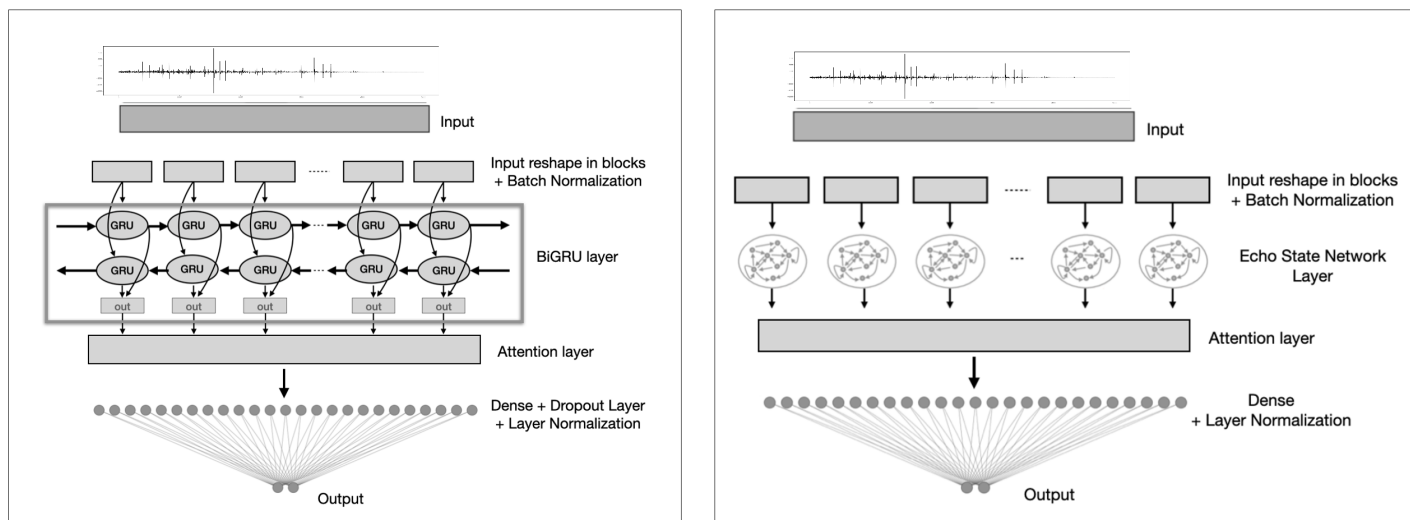 Input
Input reshape in blocks
+ Batch Normalization
GRU GRU GRU GRU GRU
BiGRU layer
GRU GRU GRU GRU GRU
out out out out out
Attention layer
Dense + Dropout Layer
+ Layer Normalization
Output
Input
Input reshape in blocks
+ Batch Normalization
Echo State Network
Layer
Attention layer
Dense
+ Layer Normalization
Output